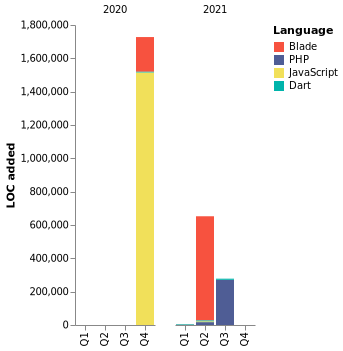 2020 2021
Language
Blade
PHP
JavaScript
Dart
LOC added
1,800,000
1,600,000
1,400,000
1,200,000
1,000,000
800,000
600,000
400,000
200,000
0
Q1 Q2 Q3 Q4 Q1 Q2 Q3 Q4